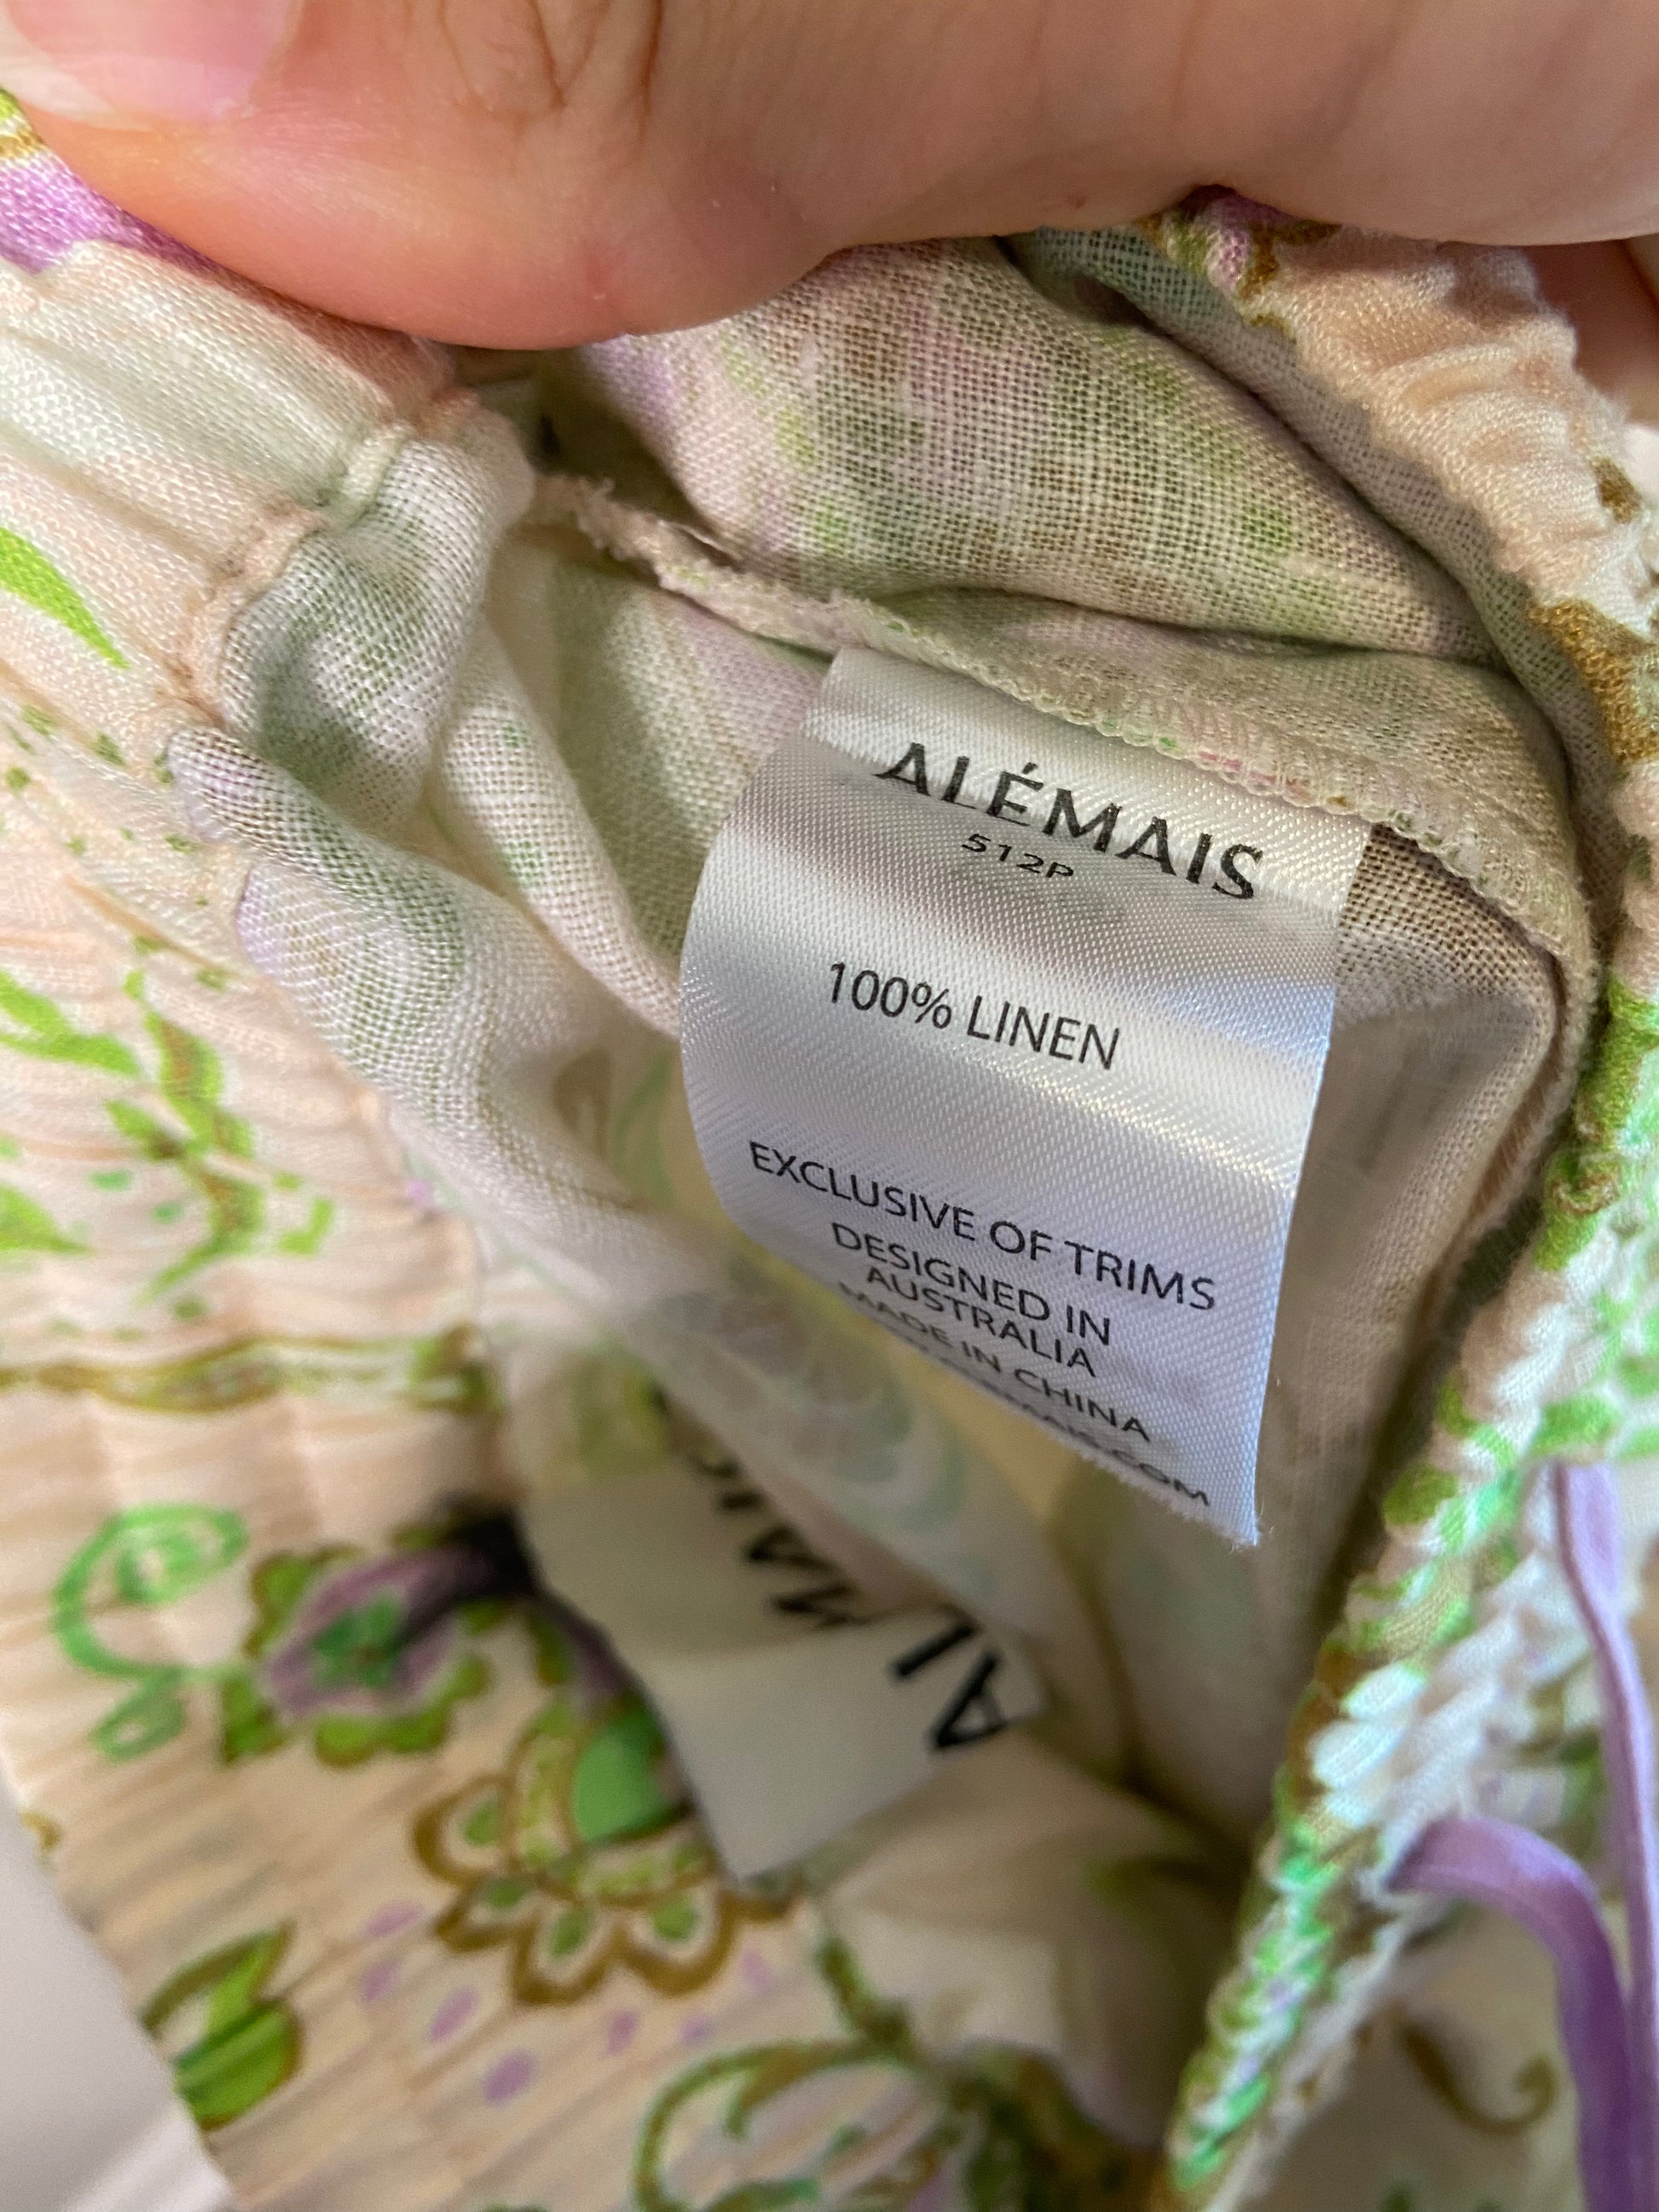 ALÉMAIS
512P
100% LINEN
EXCLUSIVE OF TRIMS
DESIGNED IN
AUSTRALIA
MADE IN CHINA